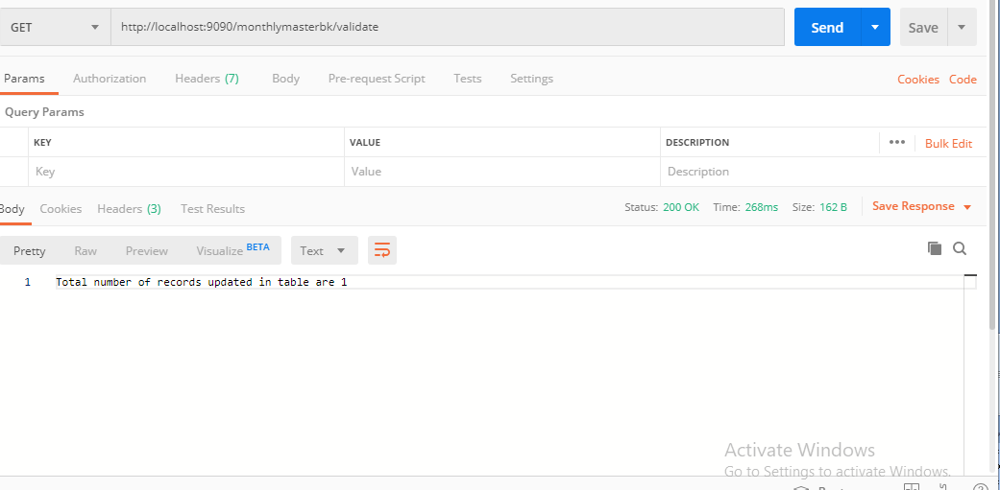 GET http://localhost:9090/monthlymasterbk/validate Send Save
Params Authorization Headers (7) Body Pre-request Script Tests Settings Cookies Code
Query Params
KEY VALUE DESCRIPTION ••• Bulk Edit
Key Value Description
Body Cookies Headers (3) Test Results Status: 200 OK Time: 268ms Size: 162 B Save Response
Pretty Raw Preview Visualize BETA Text
1 Total number of records updated in table are 1
Activate Windows
Go to Settings to activate Windows.